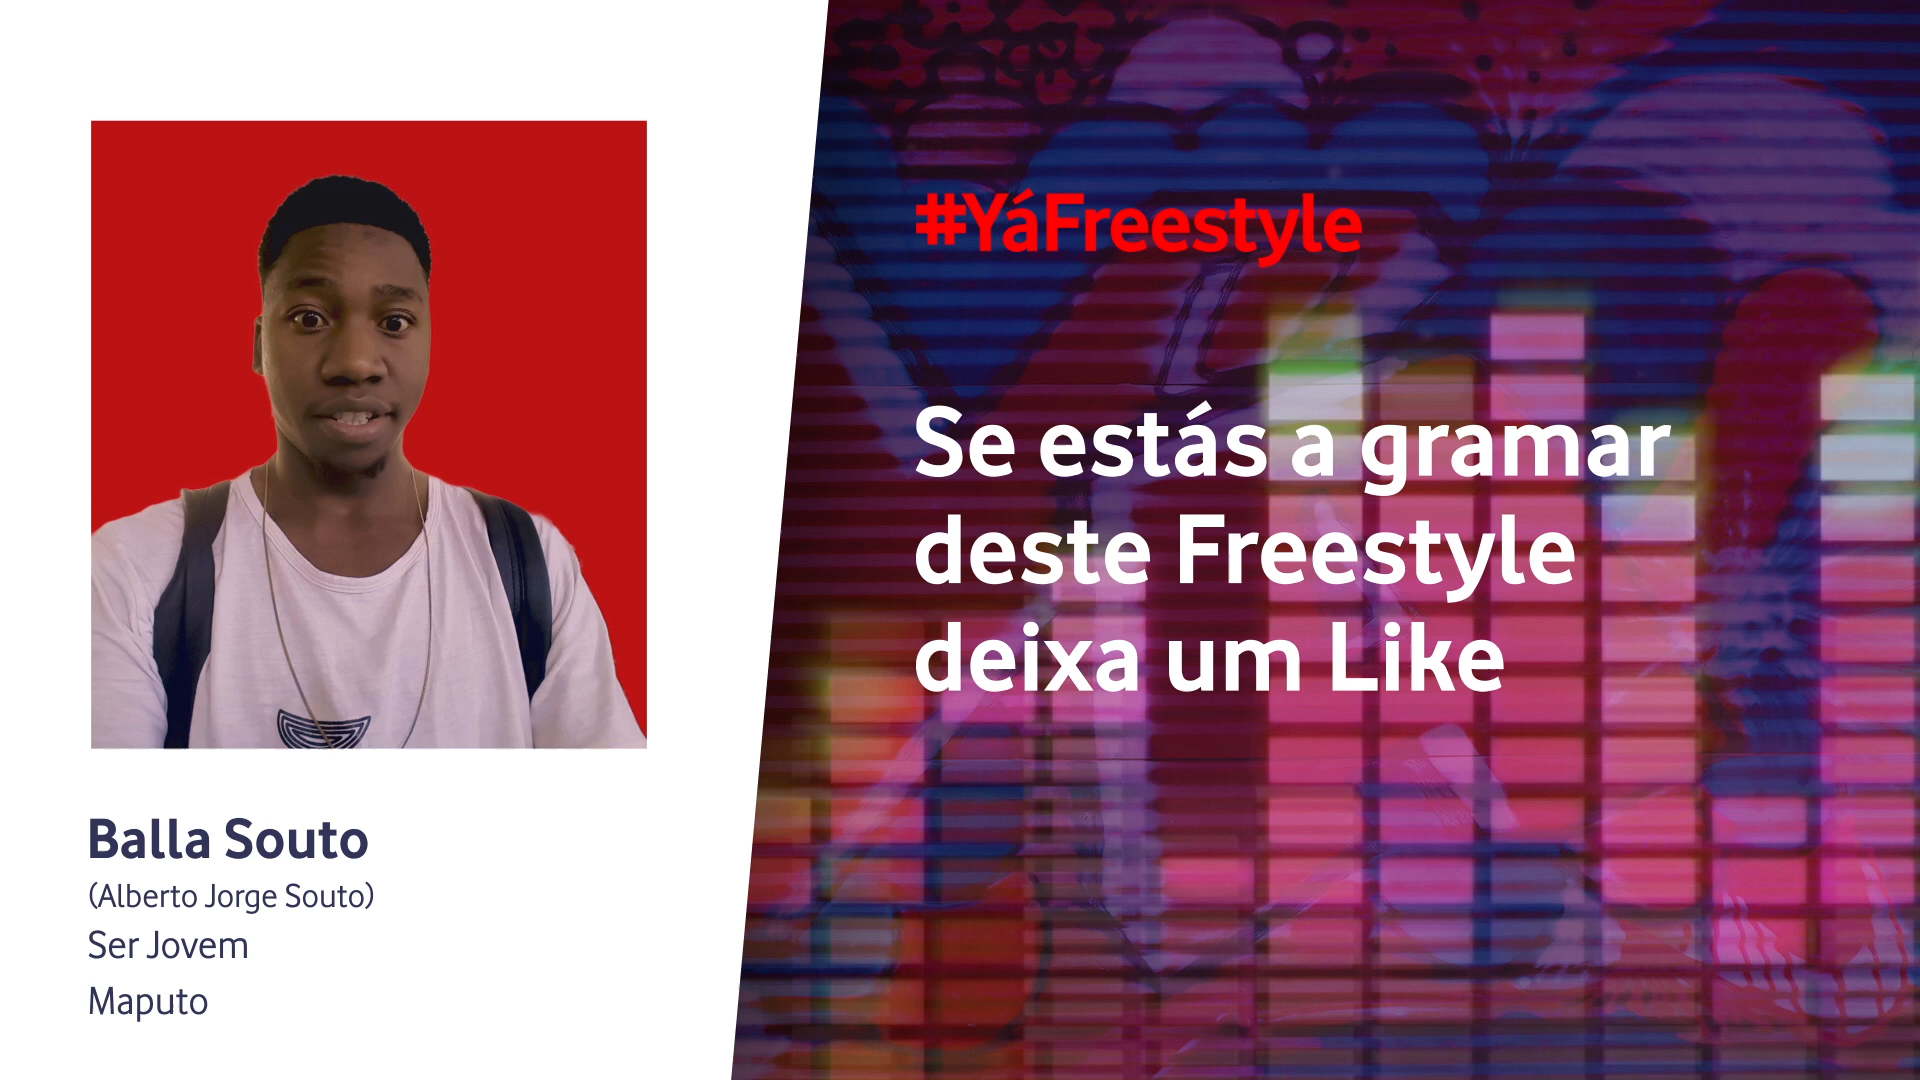 #YáFreestyle
Se estás a gramar
deste Freestyle
deixa um Like
Balla Souto
(Alberto Jorge Souto)
Ser Jovem
Maputo